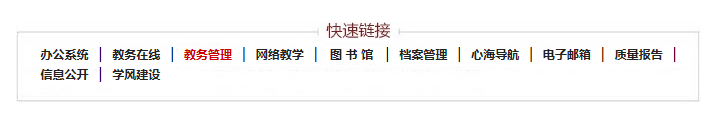 快速链接
办公系统 | 教务在线 | 教务管理 | 网络教学 | 图 书 馆 | 档案管理 | 心海导航 | 电子邮箱 | 质量报告 |
信息公开 | 学风建设